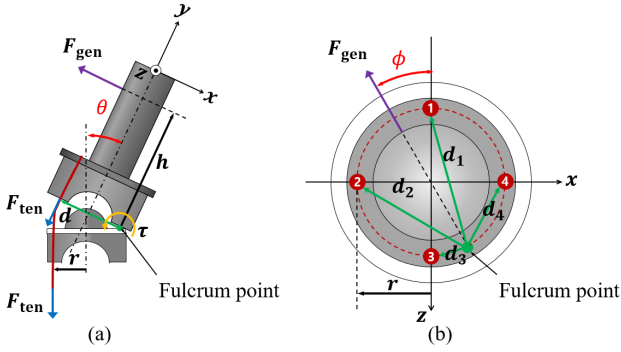 y
F_gen
z
x
θ
h
F_ten
d
τ
r
F_ten
Fulcrum point
(a)
F_gen
ϕ
1
d_1
2
4
x
d_2
d_4
d_3
3
r
z
Fulcrum point
(b)